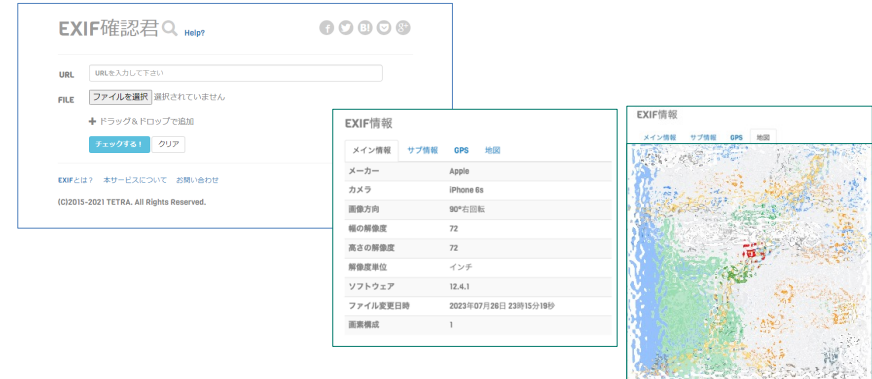 EXIF確認君 Help?
URL URLを入力して下さい
FILE ファイルを選択 選択されていません
+ ドラッグ&ドロップで追加
チェックする! クリア
EXIFとは? 本サービスについて お問い合わせ
(C)2015-2021 TETRA. All Rights Reserved.
EXIF情報
メイン情報 サブ情報 GPS 地図
メーカー Apple
カメラ iPhone 6s
画像方向 90°右回転
幅の解像度 72
高さの解像度 72
解像度単位 インチ
ソフトウェア 12.4.1
ファイル変更日時 2023年07月26日 23時15分19秒
画素構成 1
EXIF情報
メイン情報 サブ情報 GPS 地図